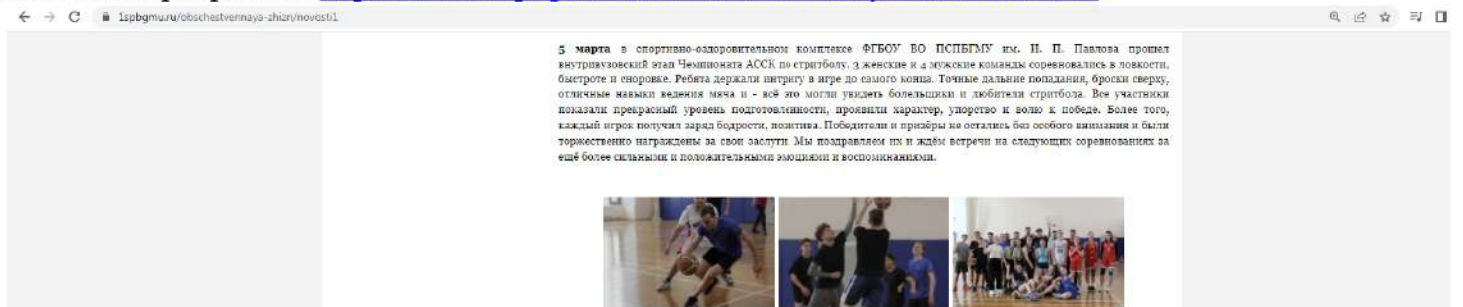 1spbgmu.ru/obschestvennaya-zhizn/novosti1
5 марта в спортивно-оздоровительном комплексе ФГБОУ ВО ПСПБГМУ им. И. П. Павлова прошел
внутривузовский этап Чемпионата АССК по стритболу. 3 женские и 4 мужские команды соревновались в ловкости,
быстроте и сноровке. Ребята держали интригу в игре до самого конца. Точные дальние попадания, броски сверху,
отличные навыки ведения мяча и - всё это могли увидеть болельщики и любители стритбола. Все участники
показали прекрасный уровень подготовленности, проявили характер, упорство и волю к победе. Более того,
каждый игрок получил заряд бодрости, позитива. Победители и призёры не остались без особого внимания и были
торжественно награждены за свои заслуги. Мы поздравляем их и ждём встречи на следующих соревнованиях за
ещё более сильными и положительными эмоциями и воспоминаниями.